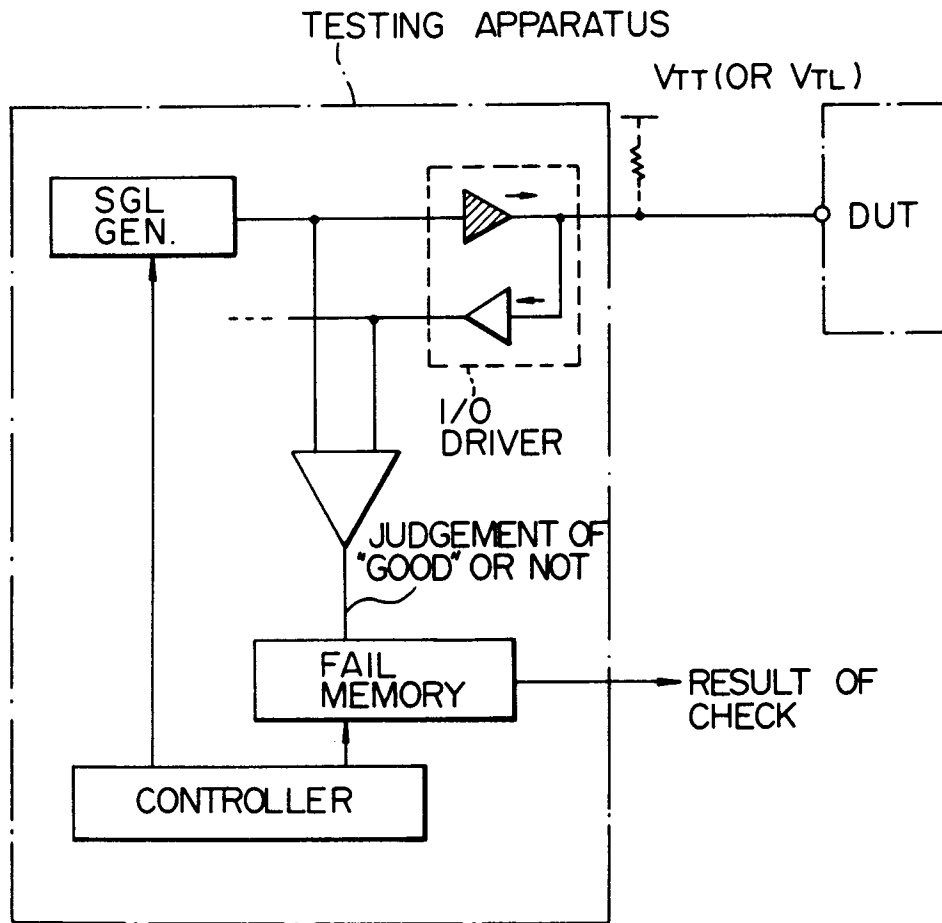 TESTING APPARATUS
VTT (OR VTL)
SGL
GEN.
DUT
I/O
DRIVER
JUDGEMENT OF
"GOOD" OR NOT
FAIL
MEMORY
RESULT OF
CHECK
CONTROLLER